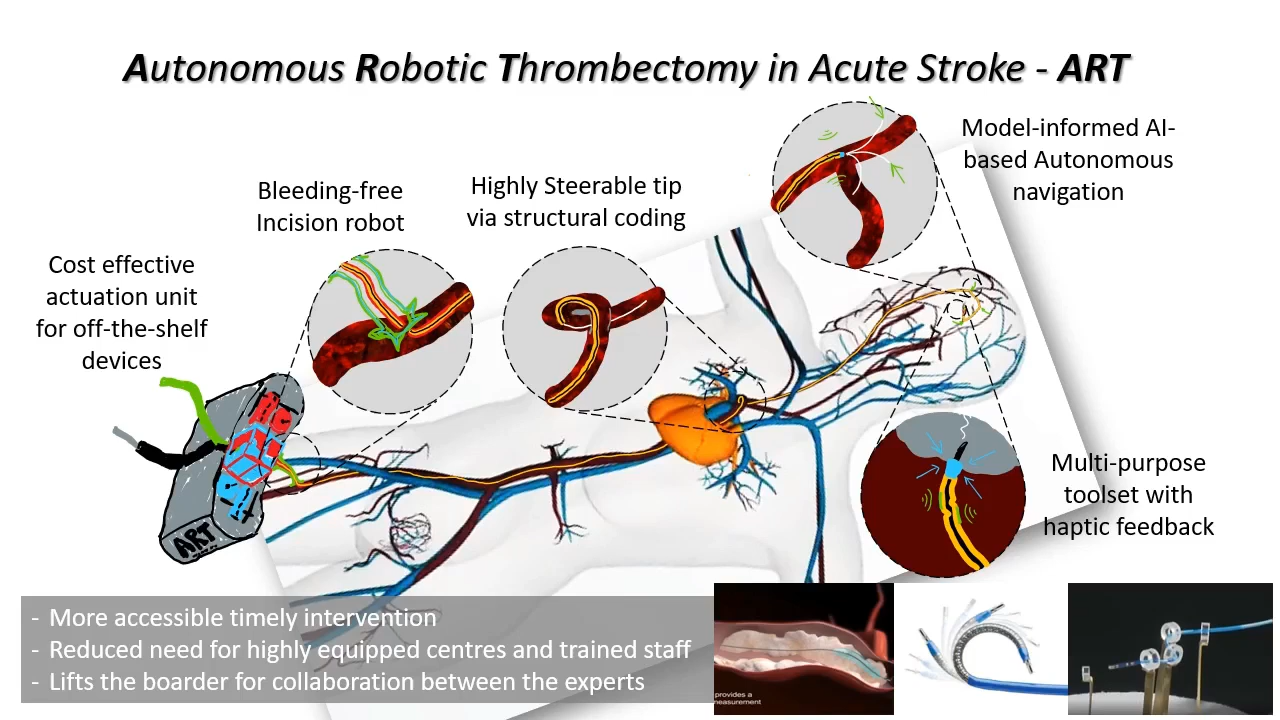 Autonomous Robotic Thrombectomy in Acute Stroke - ART
Model-informed AI-
based Autonomous
navigation
Bleeding-free
Incision robot
Highly Steerable tip
via structural coding
Cost effective
actuation unit
for off-the-shelf
devices
ART
Multi-purpose
toolset with
haptic feedback
- More accessible timely intervention
- Reduced need for highly equipped centres and trained staff
- Lifts the boarder for collaboration between the experts
provides a
measurement